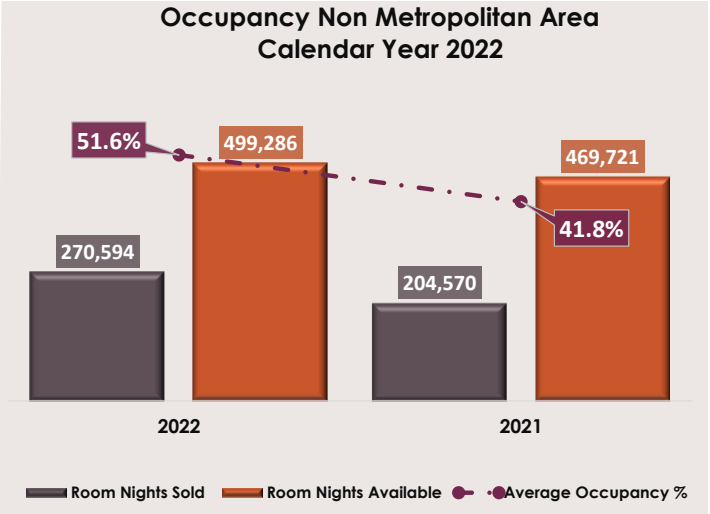 Occupancy Non Metropolitan Area
Calendar Year 2022
51.6%
499,286
469,721
41.8%
270,594
204,570
2022
2021
Room Nights Sold
Room Nights Available
Average Occupancy %